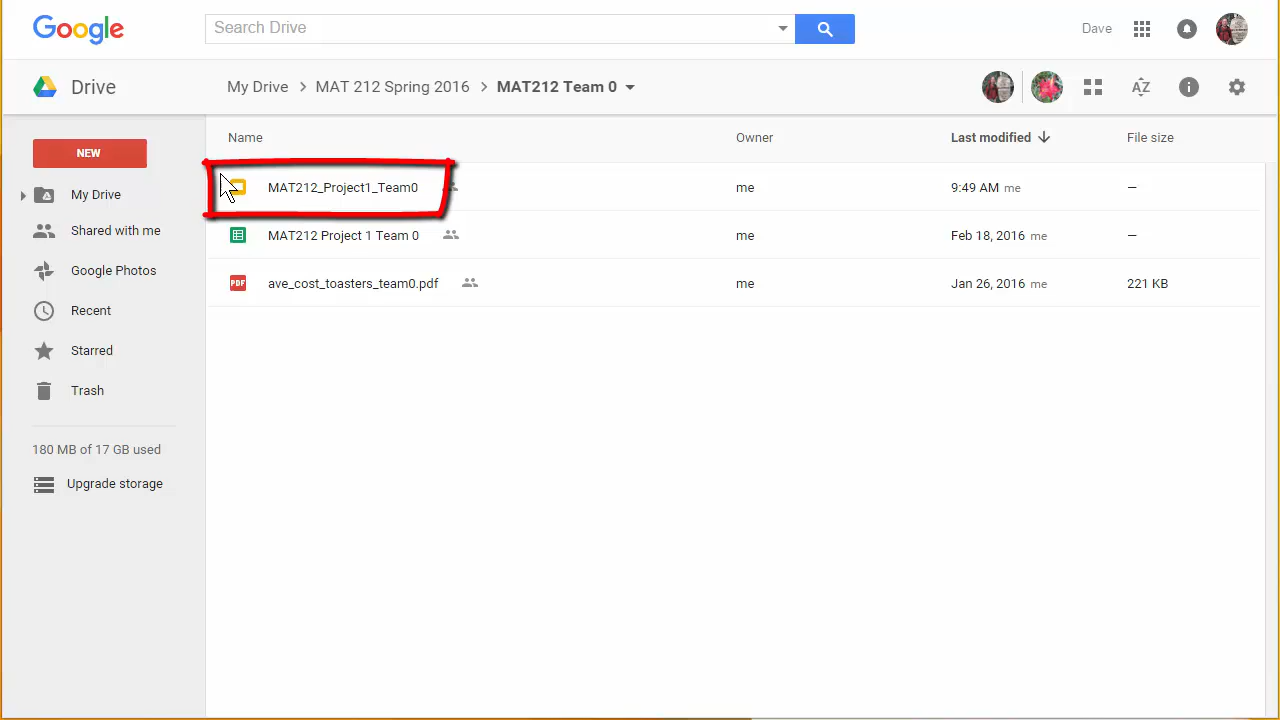 Google
Search Drive
Dave
Drive
My Drive > MAT 212 Spring 2016 > MAT212 Team 0
AZ
Name Owner Last modified File size
NEW
MAT212_Project1_Team0 me 9:49 AM me —
My Drive
Shared with me
MAT212 Project 1 Team 0 me Feb 18, 2016 me —
Google Photos
PDF ave_cost_toasters_team0.pdf me Jan 26, 2016 me 221 KB
Recent
Starred
Trash
180 MB of 17 GB used
Upgrade storage